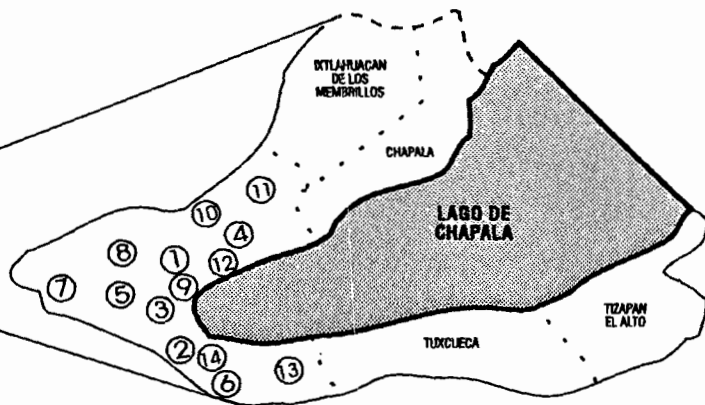 IXTLAHUACAN
DE LOS
MEMBRILLOS
CHAPALA
11
10
4
LAGO DE
CHAPALA
8
1
12
7
5
9
3
TIZAPAN
EL ALTO
2
14
TUXCUECA
6
13